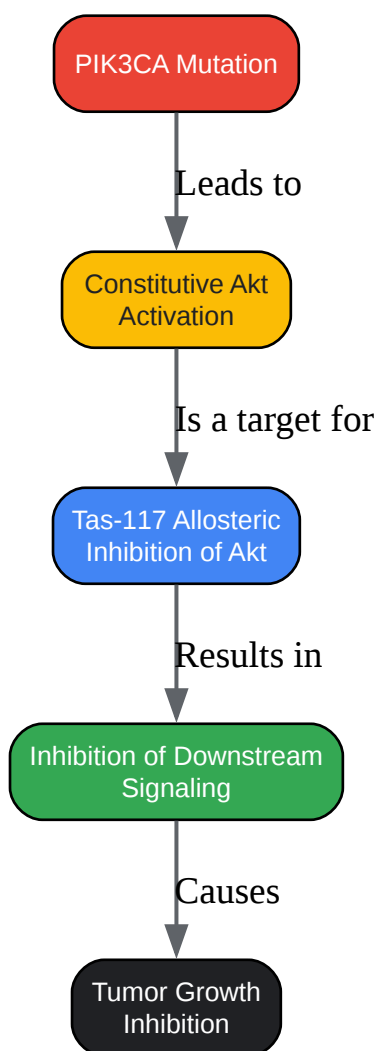 PIK3CA Mutation
Leads to
Constitutive Akt
Activation
Is a target for
Tas-117 Allosteric
Inhibition of Akt
Results in
Inhibition of Downstream
Signaling
Causes
Tumor Growth
Inhibition